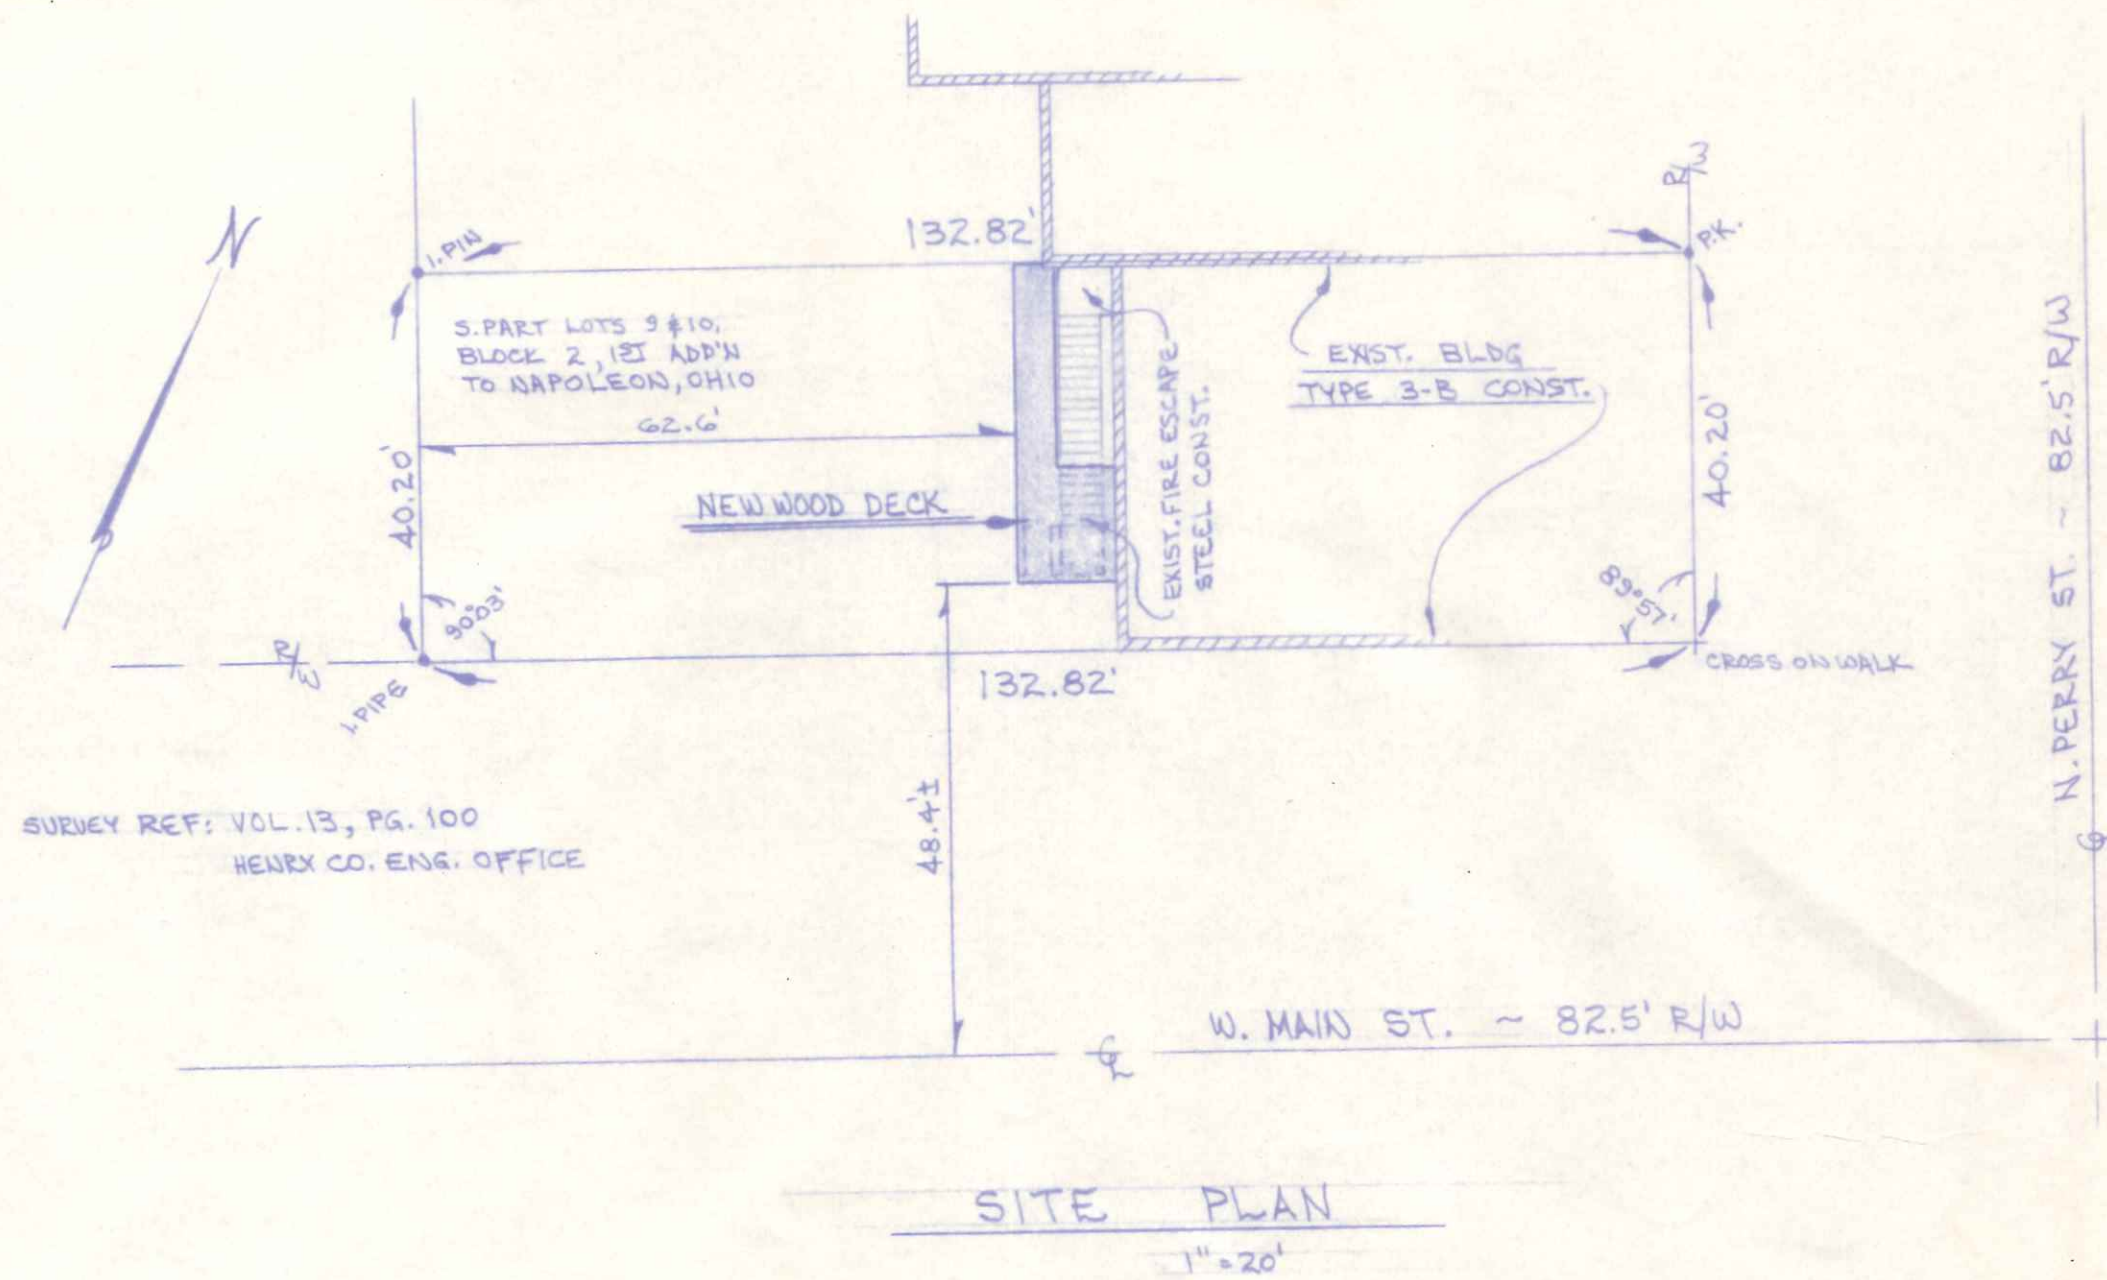 N
R/W
132.82'
I. PIN
P.K.
S. PART LOTS 9 & 10,
BLOCK 2, 1ST ADD'N
TO NAPOLEON, OHIO
62.6'
EXIST. BLDG
TYPE 3-B CONST.
EXIST. FIRE ESCAPE
STEEL CONST.
40.20'
40.20'
N. PERRY ST. ~ 82.5' R/W
NEW WOOD DECK
90°03'
89°57'
R/W
I. PIPE
132.82'
CROSS ON WALK
48.4'±
SURVEY REF: VOL. 13, PG. 100
HENRY CO. ENG. OFFICE
W. MAIN ST. ~ 82.5' R/W
℄
℄
SITE PLAN
1" = 20'